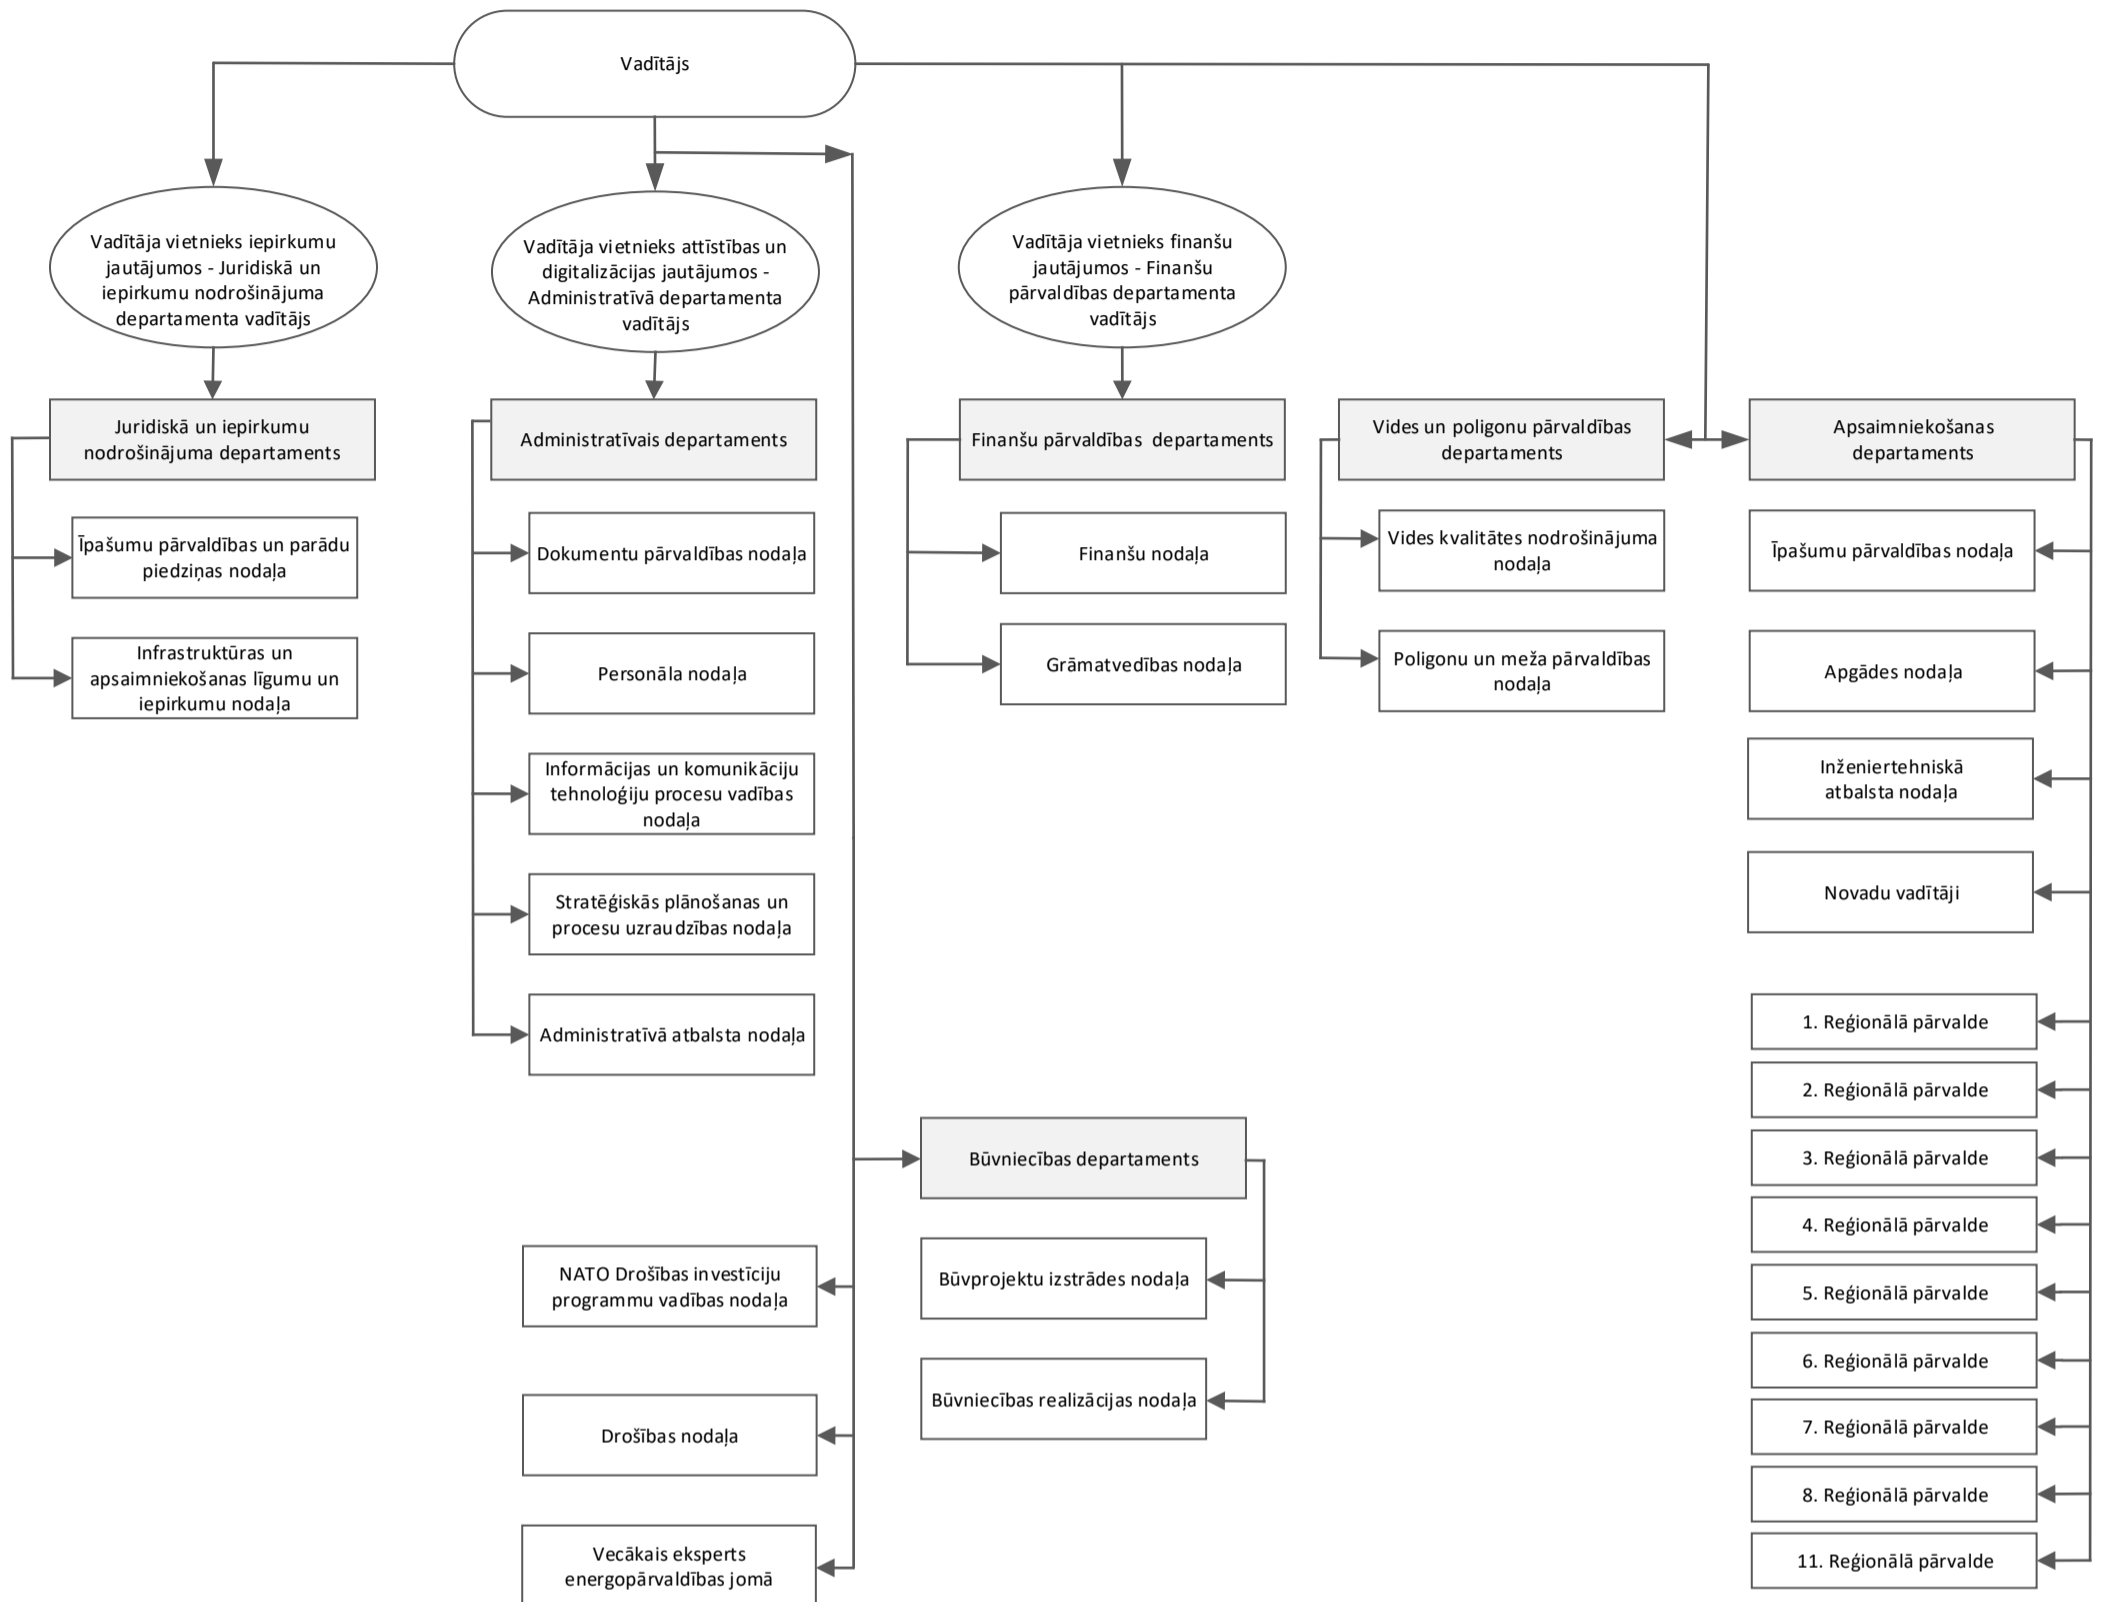 Vadītājs
Vadītāja vietnieks iepirkumu
jautājumos - Juridiskā un
iepirkumu nodrošinājuma
departamenta vadītājs
Vadītāja vietnieks attīstības un
digitalizācijas jautājumos -
Administratīvā departamenta
vadītājs
Vadītāja vietnieks finanšu
jautājumos - Finanšu
pārvaldības departamenta
vadītājs
Juridiskā un iepirkumu
nodrošinājuma departaments
Īpašumu pārvaldības un parādu
piedziņas nodaļa
Infrastruktūras un
apsaimniekošanas līgumu un
iepirkumu nodaļa
Administratīvais departaments
Dokumentu pārvaldības nodaļa
Personāla nodaļa
Informācijas un komunikāciju
tehnoloģiju procesu vadības
nodaļa
Stratēģiskās plānošanas un
procesu uzraudzības nodaļa
Administratīvā atbalsta nodaļa
Finanšu pārvaldības departaments
Finanšu nodaļa
Grāmatvedības nodaļa
Vides un poligonu pārvaldības
departaments
Vides kvalitātes nodrošinājuma
nodaļa
Poligonu un meža pārvaldības
nodaļa
Apsaimniekošanas
departaments
Īpašumu pārvaldības nodaļa
Apgādes nodaļa
Inženiertehniskā
atbalsta nodaļa
Novadu vadītāji
1. Reģionālā pārvalde
2. Reģionālā pārvalde
3. Reģionālā pārvalde
4. Reģionālā pārvalde
5. Reģionālā pārvalde
6. Reģionālā pārvalde
7. Reģionālā pārvalde
8. Reģionālā pārvalde
11. Reģionālā pārvalde
Būvniecības departaments
Būvprojektu izstrādes nodaļa
Būvniecības realizācijas nodaļa
NATO Drošības investīciju
programmu vadības nodaļa
Drošības nodaļa
Vecākais eksperts
energopārvaldības jomā